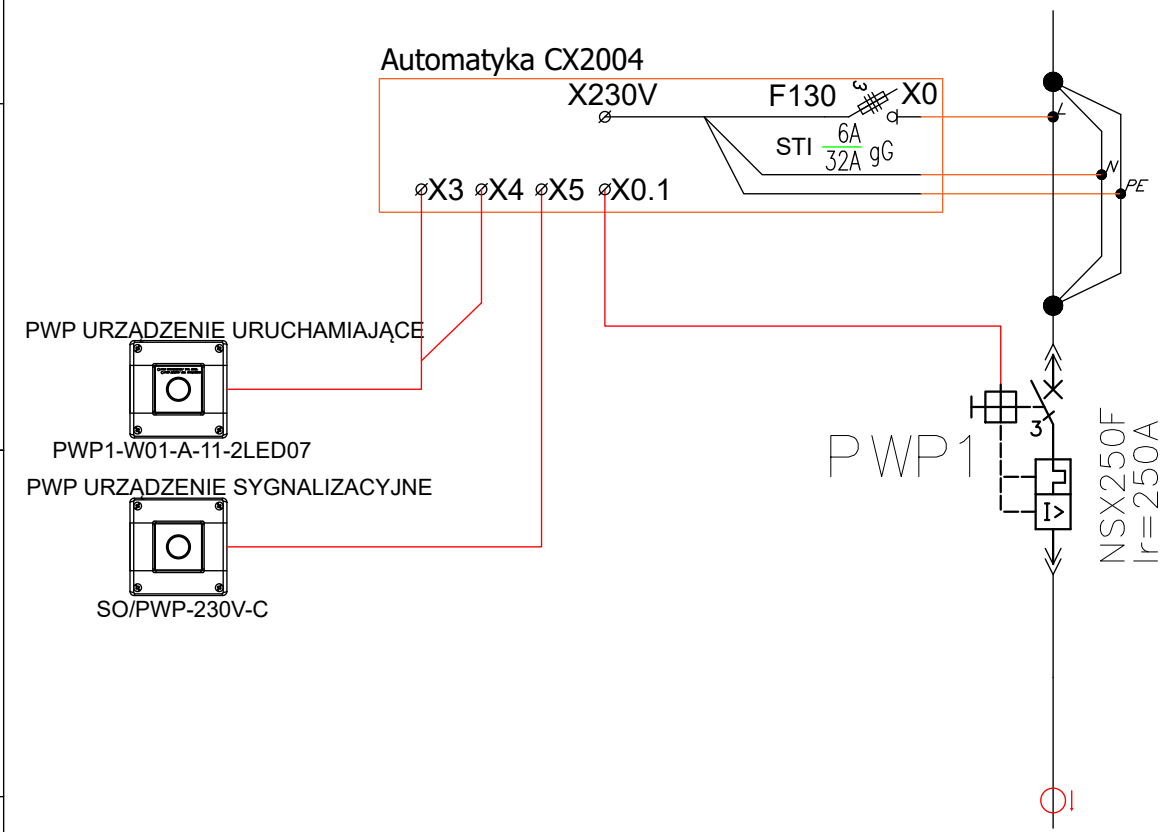 Automatyka CX2004
X230V
F130
X0
STI 6A
32A gG
X3
X4
X5
X0.1
L
N
PE
PWP URZĄDZENIE URUCHAMIAJĄCE
PWP1-W01-A-11-2LED07
PWP URZĄDZENIE SYGNALIZACYJNE
SO/PWP-230V-C
PWP1
3
3
I>
NSX250F
Ir=250A